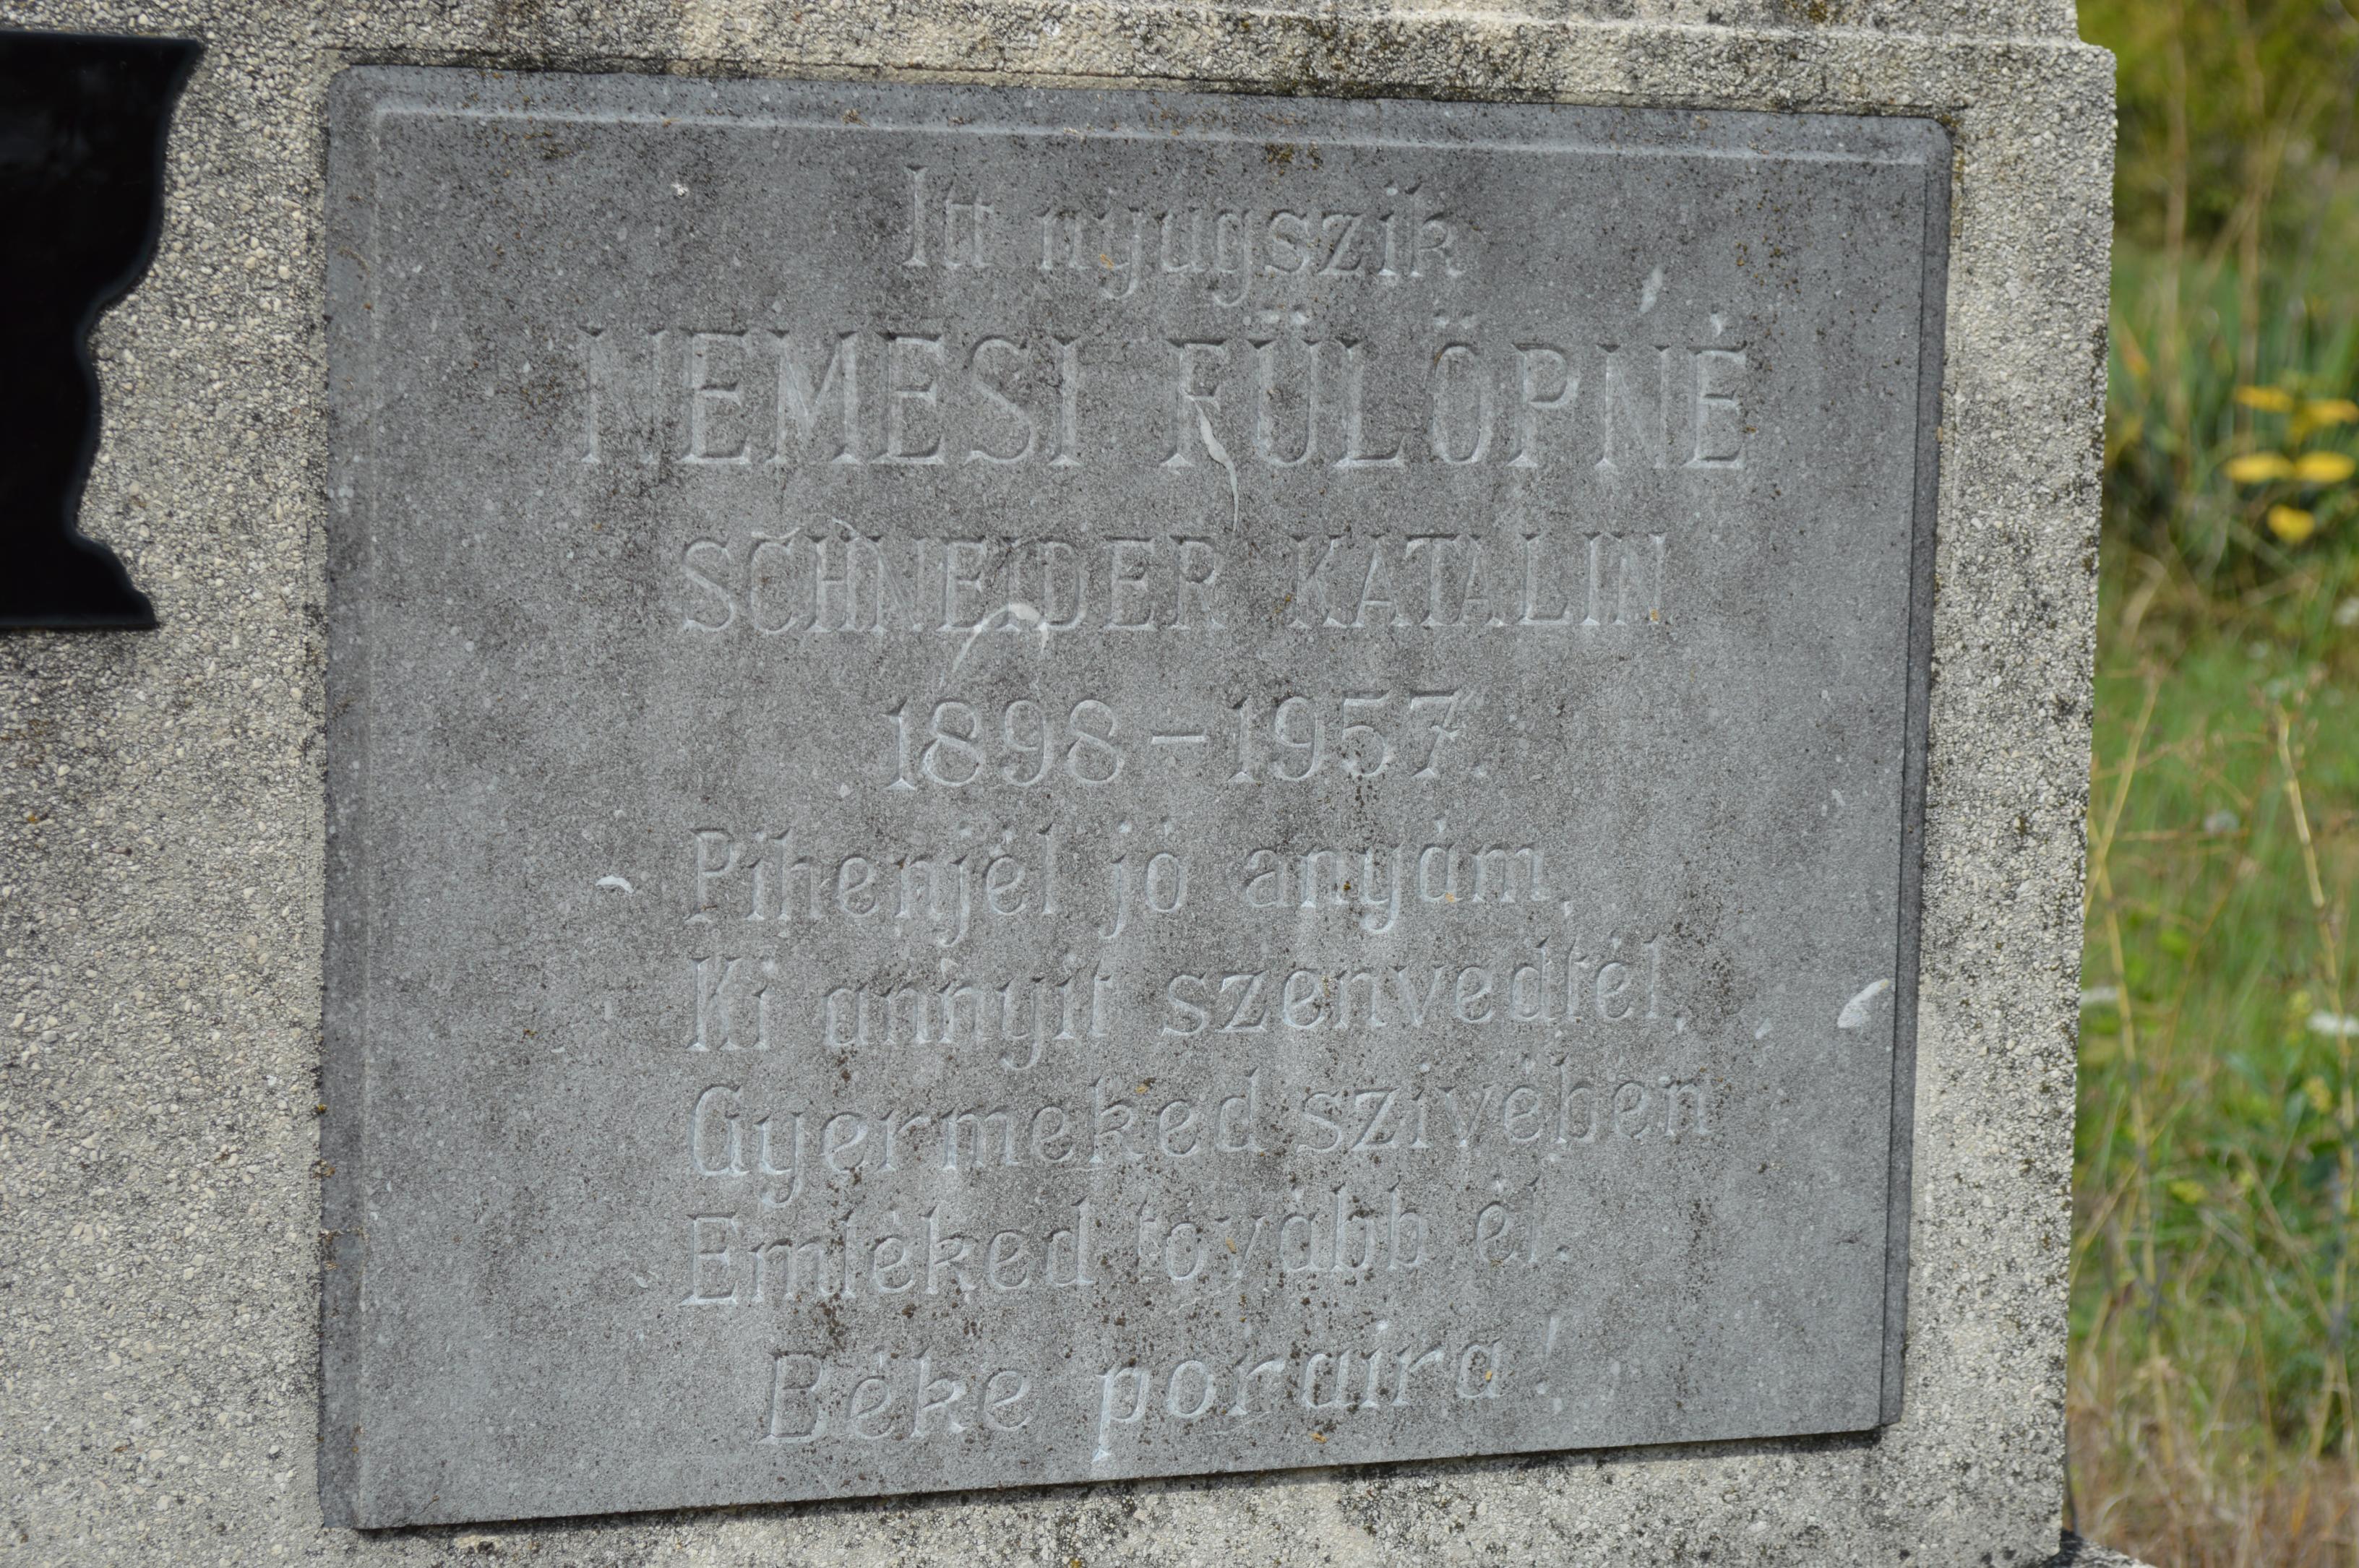 Itt nyugszik
NEMESI FÜLÖPNÉ
SCHNEIDER KATALIN
1898-1957.
Pihenjél jó anyám,
Ki annyit szenvedtél,
Gyermeked szivében
Emléked tovább él.
Béke poraira!